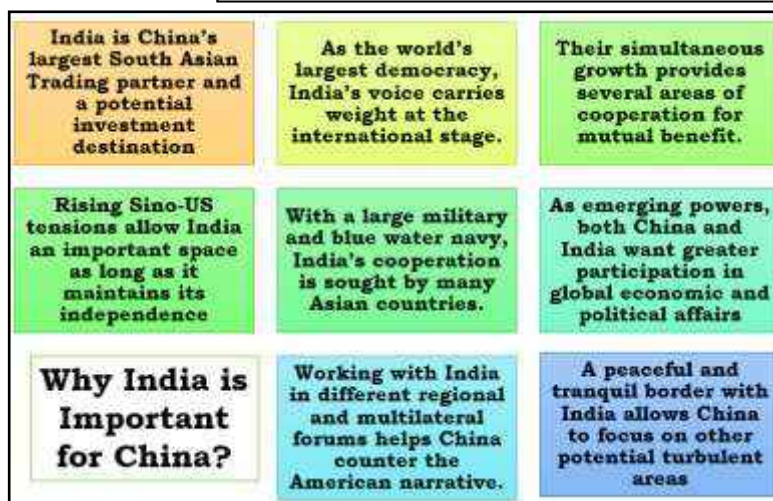 India is China's
largest South Asian
Trading partner and
a potential
investment
destination
As the world's
largest democracy,
India's voice carries
weight at the
international stage.
Their simultaneous
growth provides
several areas of
cooperation for
mutual benefit.
Rising Sino-US
tensions allow India
an important space
as long as it
maintains its
independence
With a large military
and blue water navy,
India's cooperation
is sought by many
Asian countries.
As emerging powers,
both China and
India want greater
participation in
global economic and
political affairs
Why India is
Important
for China?
Working with India
in different regional
and multilateral
forums helps China
counter the
American narrative.
A peaceful and
tranquil border with
India allows China
to focus on other
potential turbulent
areas